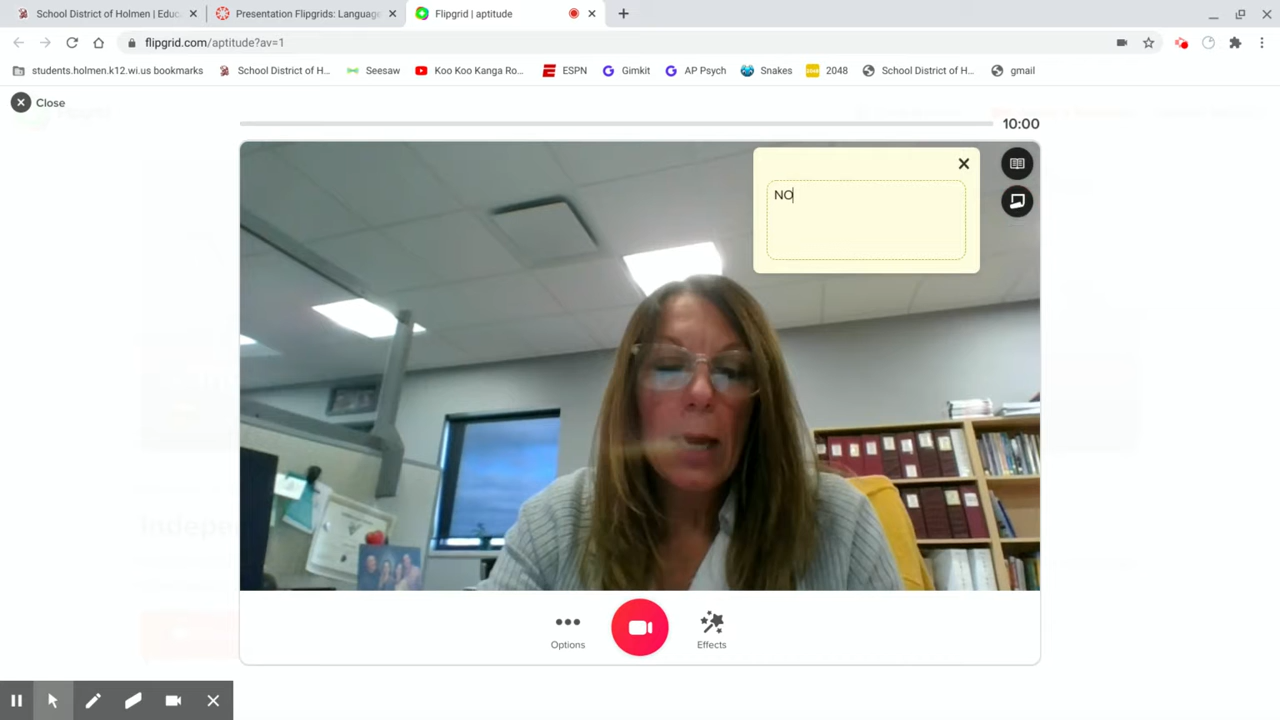 School District of Holmen | Educ
Presentation Flipgrids: Language
Flipgrid | aptitude
flipgrid.com/aptitude?av=1
students.holmen.k12.wi.us bookmarks
School District of H...
Seesaw
Koo Koo Kanga Ro...
ESPN
Gimkit
AP Psych
Snakes
2048
School District of H...
gmail
Close
10:00
NO
Indepe
Options
Effects